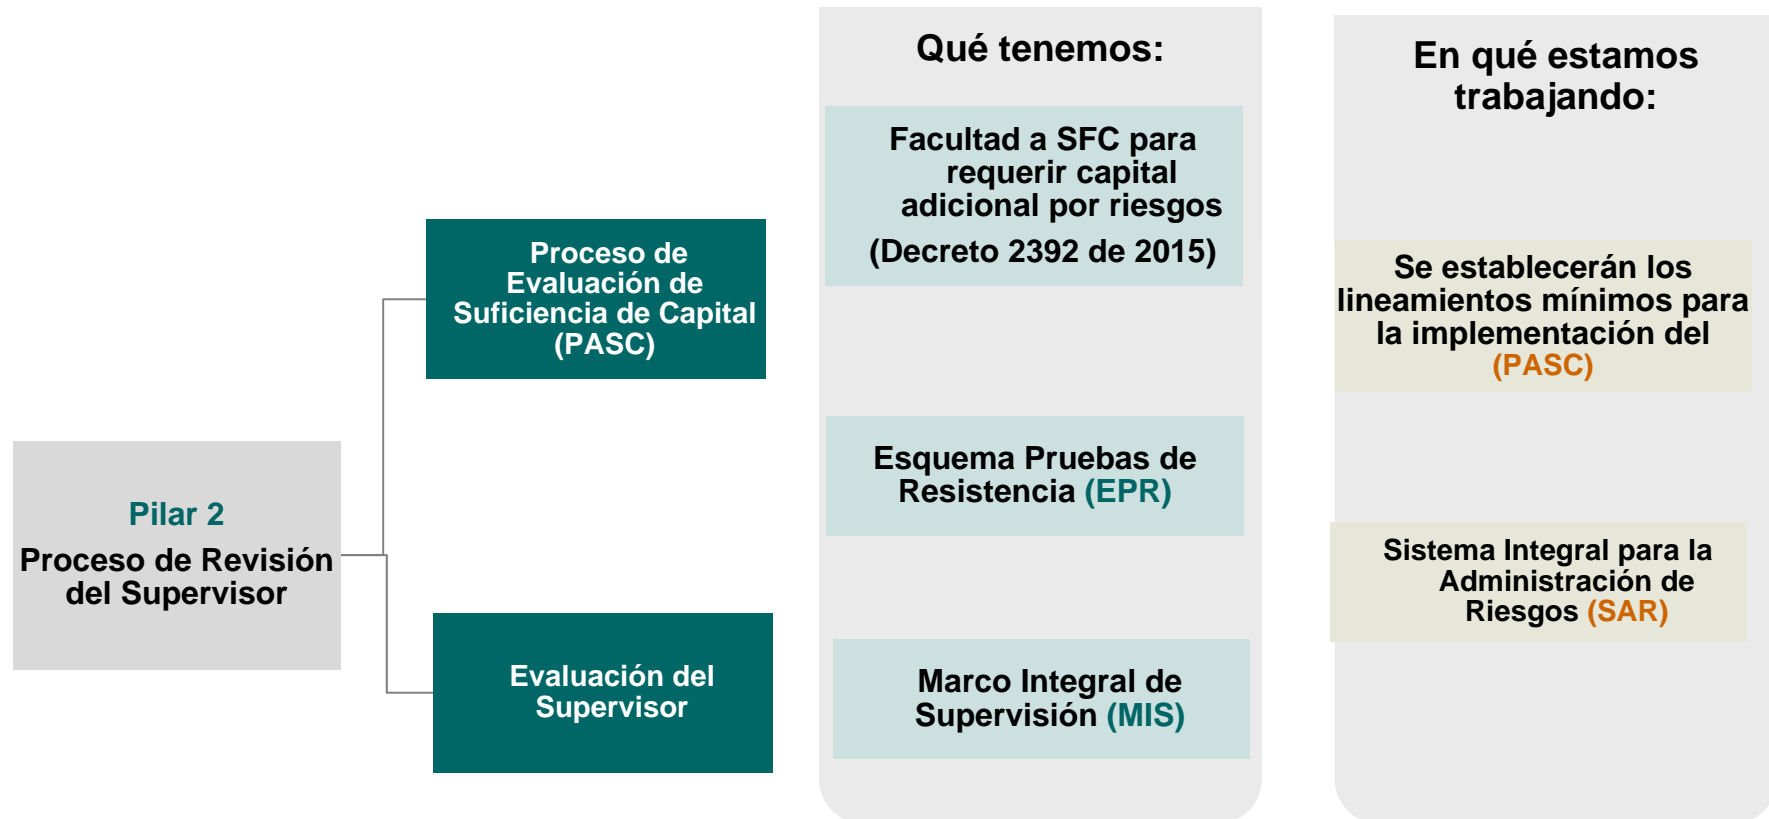 Pilar 2
Proceso de Revisión
del Supervisor
Proceso de
Evaluación de
Suficiencia de Capital
(PASC)
Evaluación del
Supervisor
Qué tenemos:
Facultad a SFC para
requerir capital
adicional por riesgos
(Decreto 2392 de 2015)
Esquema Pruebas de
Resistencia (EPR)
Marco Integral de
Supervisión (MIS)
En qué estamos
trabajando:
Se establecerán los
lineamientos mínimos para
la implementación del
(PASC)
Sistema Integral para la
Administración de
Riesgos (SAR)